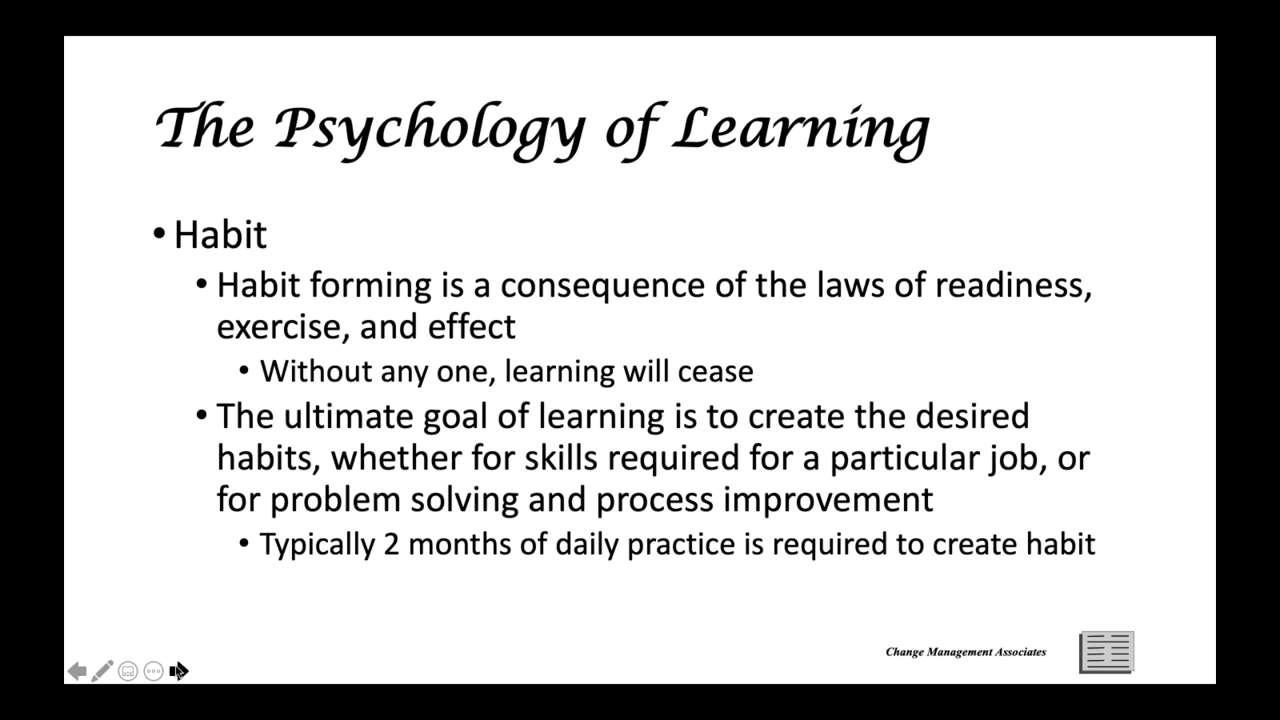 The Psychology of Learning
• Habit
• Habit forming is a consequence of the laws of readiness,
exercise, and effect
• Without any one, learning will cease
• The ultimate goal of learning is to create the desired
habits, whether for skills required for a particular job, or
for problem solving and process improvement
• Typically 2 months of daily practice is required to create habit
Change Management Associates